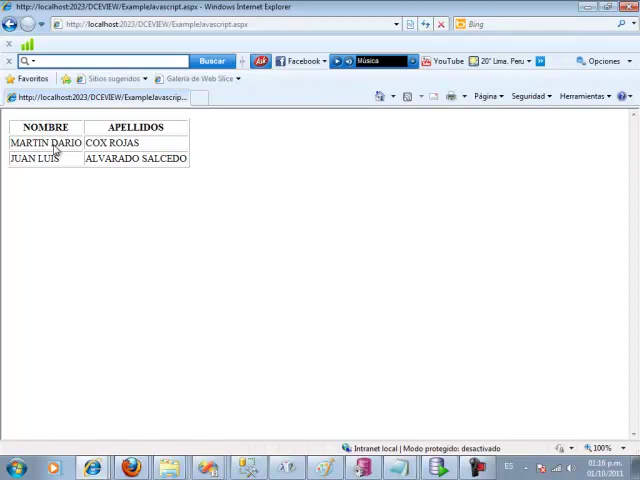 http://localhost:2023/DCEVIEW/ExampleJavascript.aspx - Windows Internet Explorer
http://localhost:2023/DCEVIEW/ExampleJavascript.aspx
Bing
Buscar
Ask
Facebook
Música
YouTube
20° Lima, Peru
Opciones
Favoritos
Sitios sugeridos
Galería de Web Slice
http://localhost:2023/DCEVIEW/ExampleJavascrip...
Página
Seguridad
Herramientas
NOMBRE APELLIDOS
MARTIN DARIO COX ROJAS
JUAN LUIS ALVARADO SALCEDO
Intranet local | Modo protegido: desactivado
100%
ES
01:16 p.m.
01/10/2011